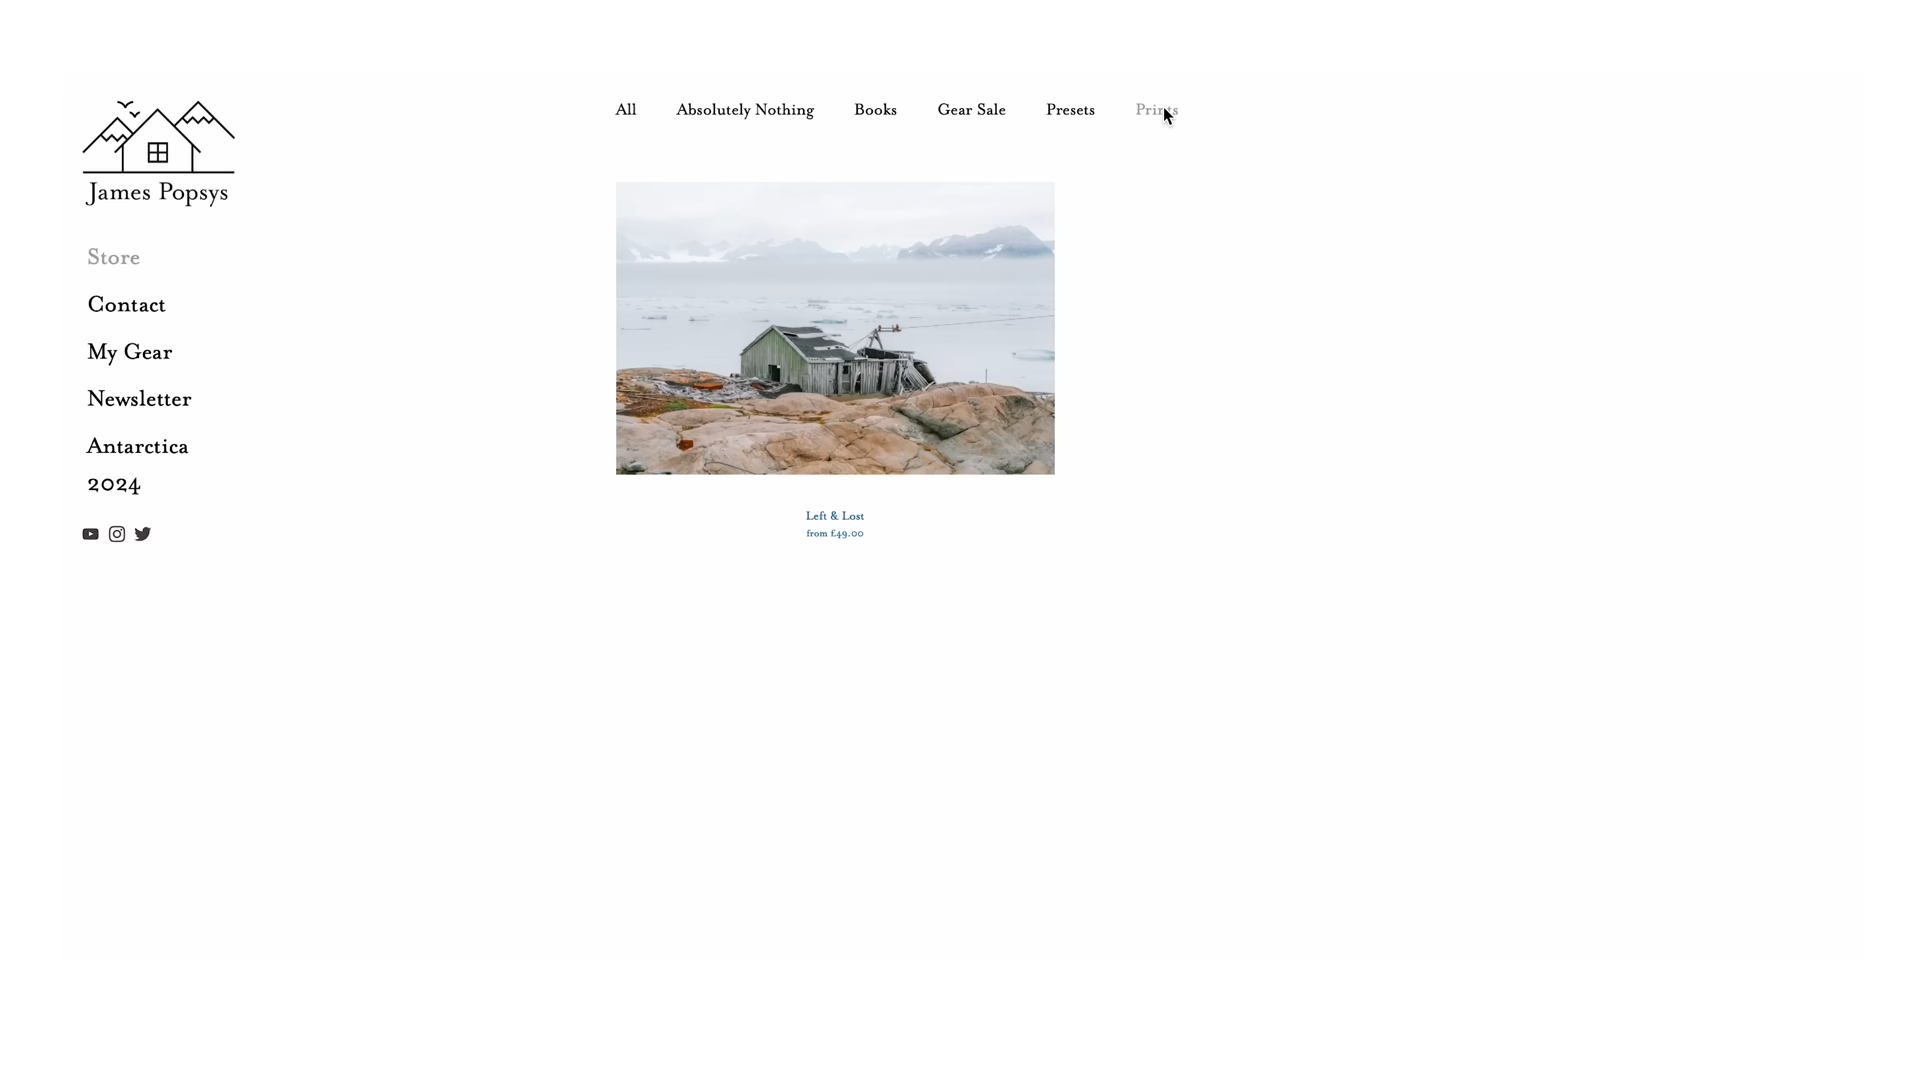 James Popsys
Store
Contact
My Gear
Newsletter
Antarctica
2024
All
Absolutely Nothing
Books
Gear Sale
Presets
Prints
Left & Lost
from £49.00